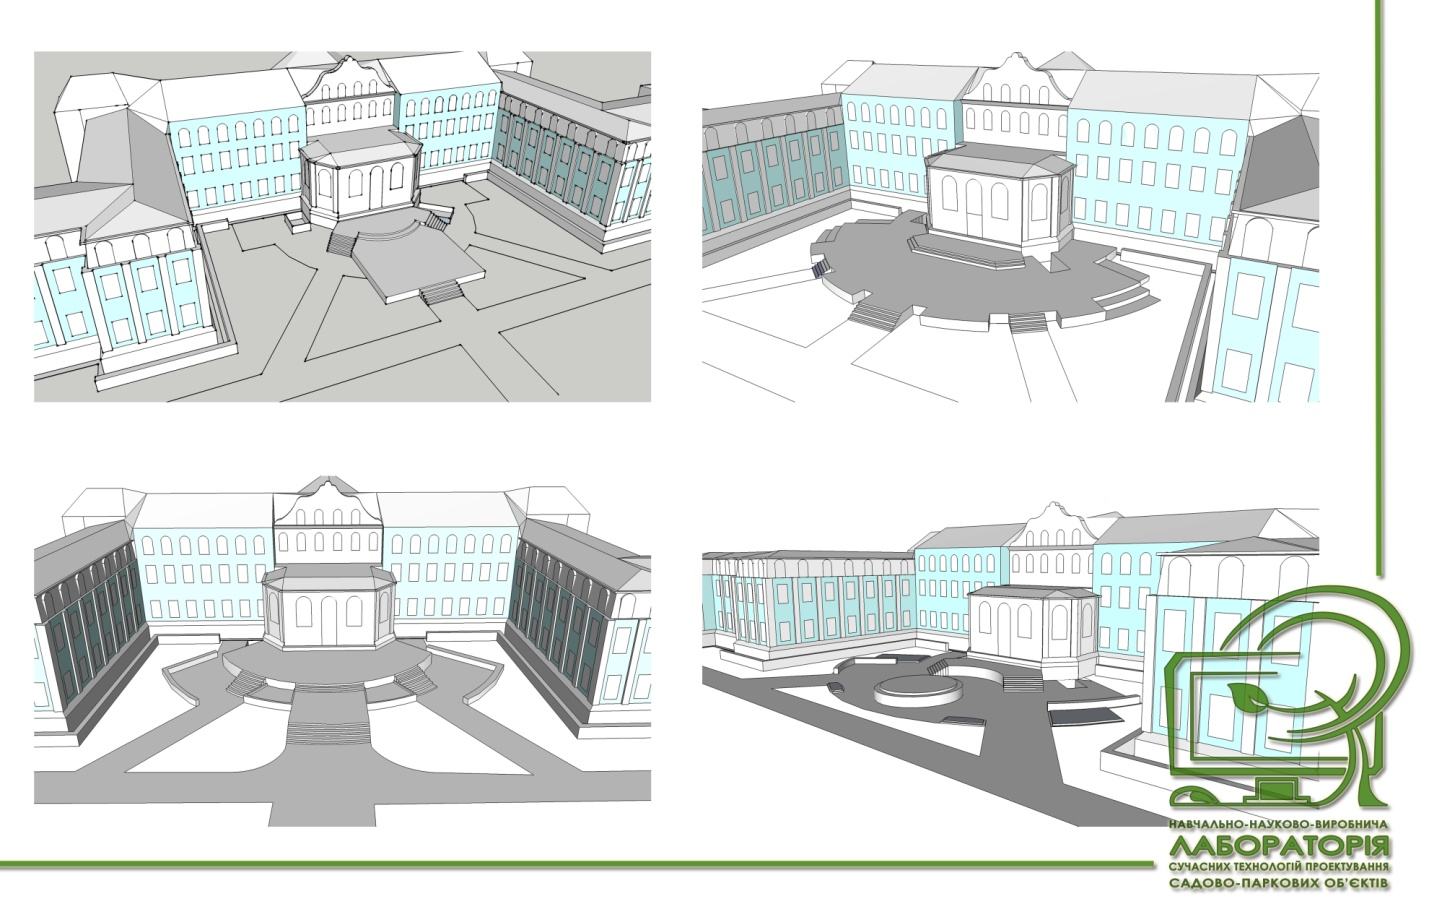 НАВЧАЛЬНО-НАУКОВО-ВИРОБНИЧА
ЛАБОРАТОРІЯ
СУЧАСНИХ ТЕХНОЛОГІЙ ПРОЕКТУВАННЯ
САДОВО-ПАРКОВИХ ОБ'ЄКТІВ